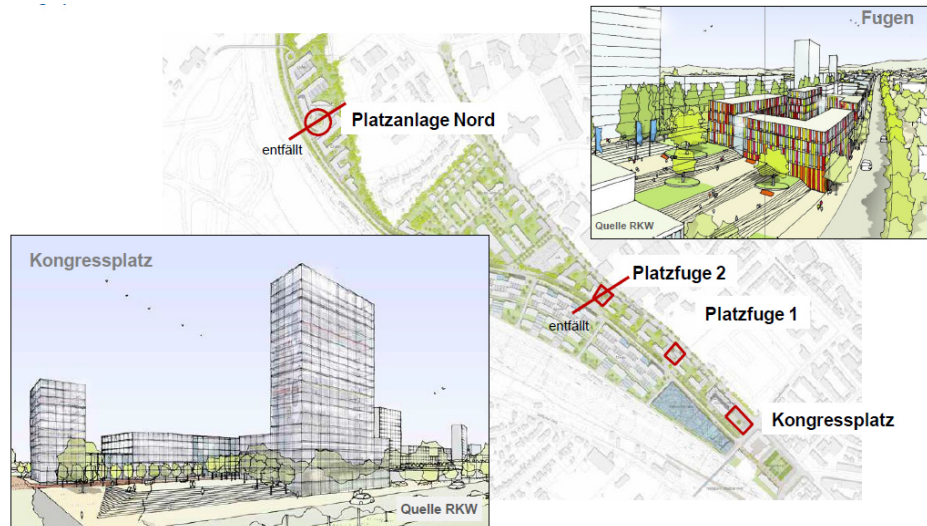 Fugen
Platzanlage Nord
entfällt
Quelle RKW
Kongressplatz
Platzfuge 2
Platzfuge 1
entfällt
Kongressplatz
Quelle RKW